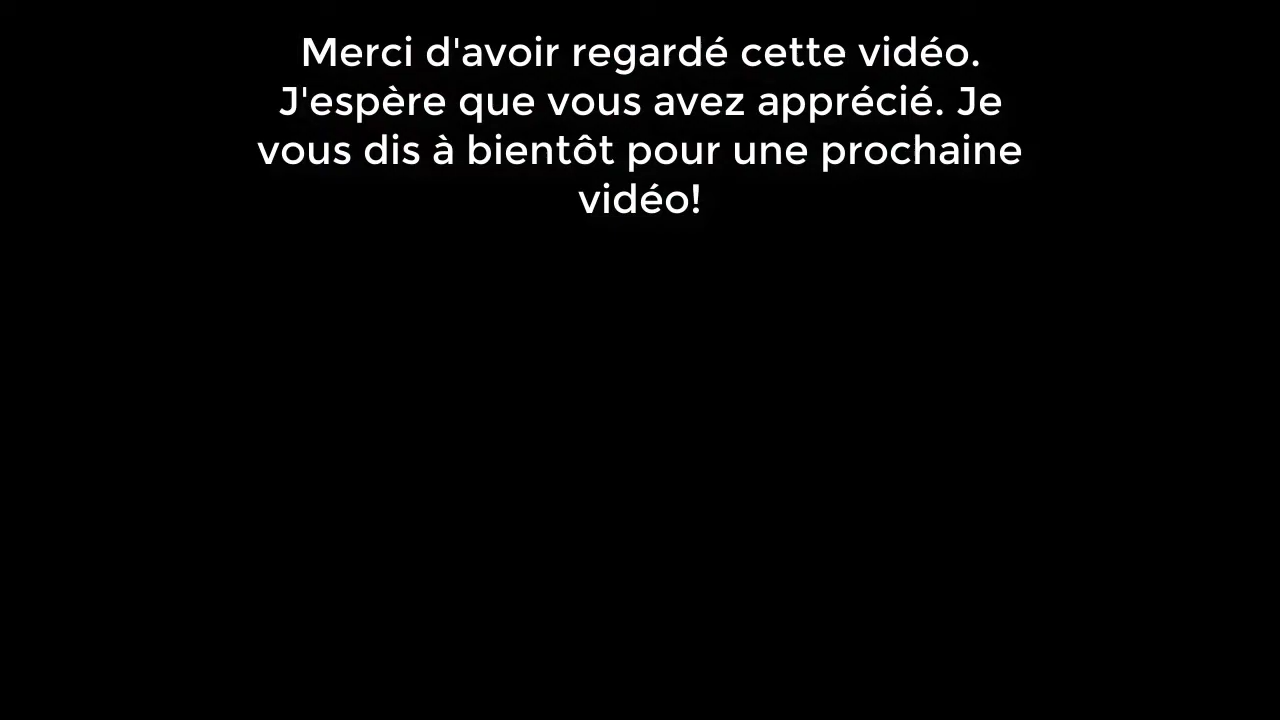 Merci d'avoir regardé cette vidéo.
J'espère que vous avez apprécié. Je
vous dis à bientôt pour une prochaine
vidéo!